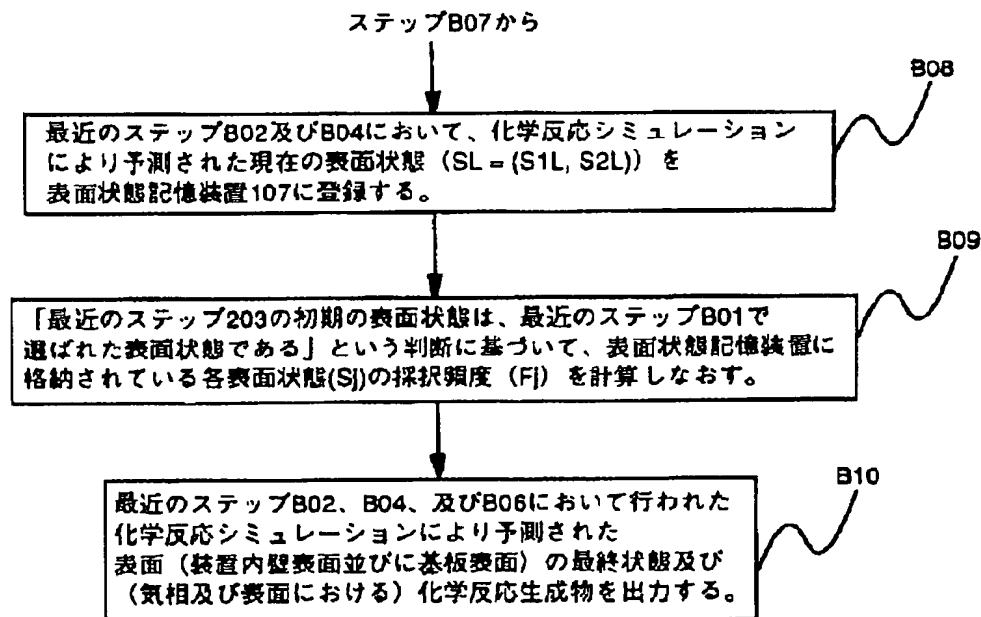 ステップB07から
B08
最近のステップB02及びB04において、化学反応シミュレーション
により予測された現在の表面状態（SL = (S1L, S2L)）を
表面状態記憶装置107に登録する。
B09
「最近のステップ203の初期の表面状態は、最近のステップB01で
選ばれた表面状態である」という判断に基づいて、表面状態記憶装置に
格納されている各表面状態(Sj)の採択頻度（Fj）を計算しなおす。
B10
最近のステップB02、B04、及びB06において行われた
化学反応シミュレーションにより予測された
表面（装置内壁表面並びに基板表面）の最終状態及び
（気相及び表面における）化学反応生成物を出力する。